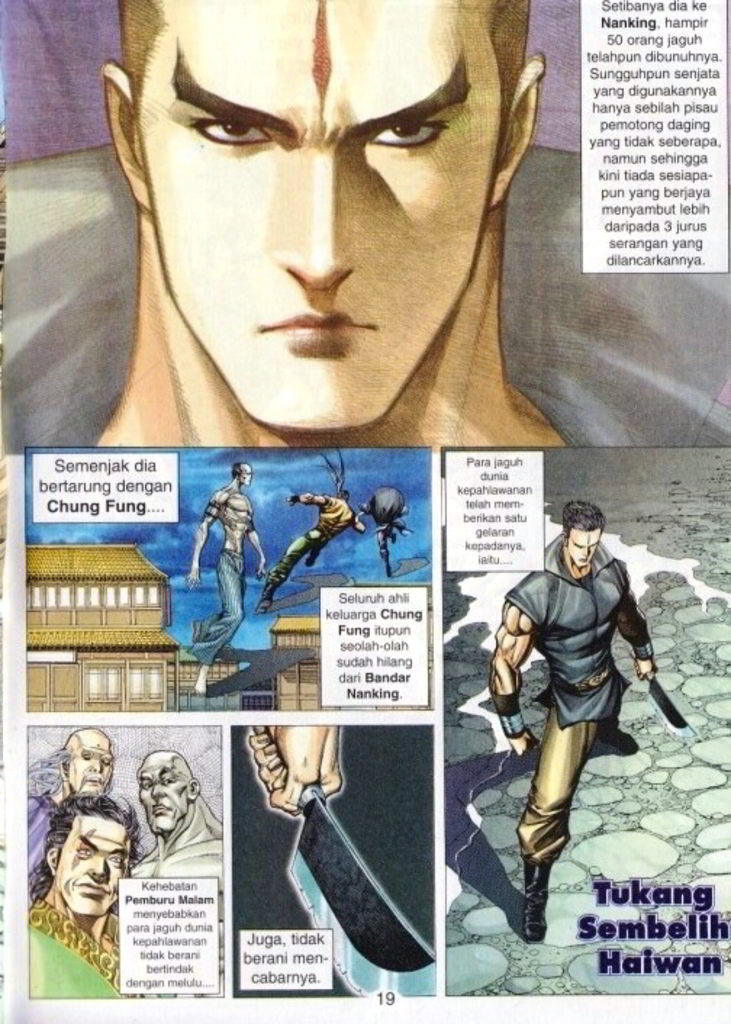 Setibanya dia ke
Nanking, hampir
50 orang jaguh
telahpun dibunuhnya.
Sungguhpun senjata
yang digunakannya
hanya sebilah pisau
pemotong daging
yang tidak seberapa,
namun sehingga
kini tiada sesiapa-
pun yang berjaya
menyambut lebih
daripada 3 jurus
serangan yang
dilancarkannya.
Semenjak dia
bertarung dengan
Chung Fung....
Seluruh ahli
keluarga Chung
Fung itupun
seolah-olah
sudah hilang
dari Bandar
Nanking.
Para jaguh
dunia
kepahlawanan
telah mem-
berikan satu
gelaran
kepadanya,
iaitu....
Kehebatan
Pemburu Malam
menyebabkan
para jaguh dunia
kepahlawanan
tidak berani
bertindak
dengan melulu....
Juga, tidak
berani men-
cabarnya.
Tukang
Sembelih
Haiwan
19